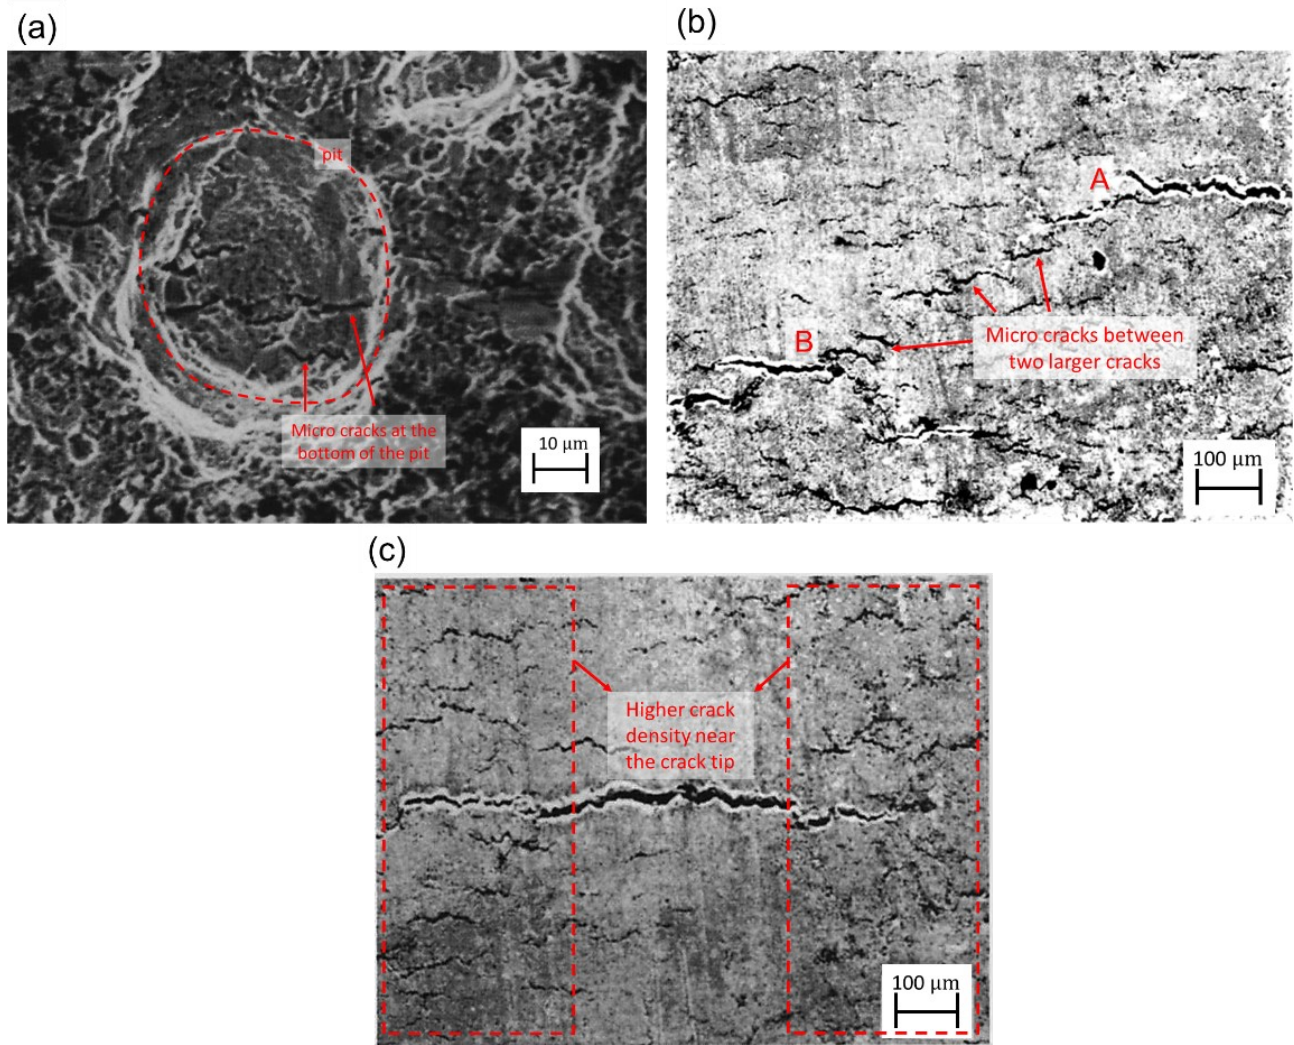 (a)
pit
Micro cracks at the
bottom of the pit
10 μm
(b)
A
B
Micro cracks between
two larger cracks
100 μm
(c)
Higher crack
density near
the crack tip
100 μm